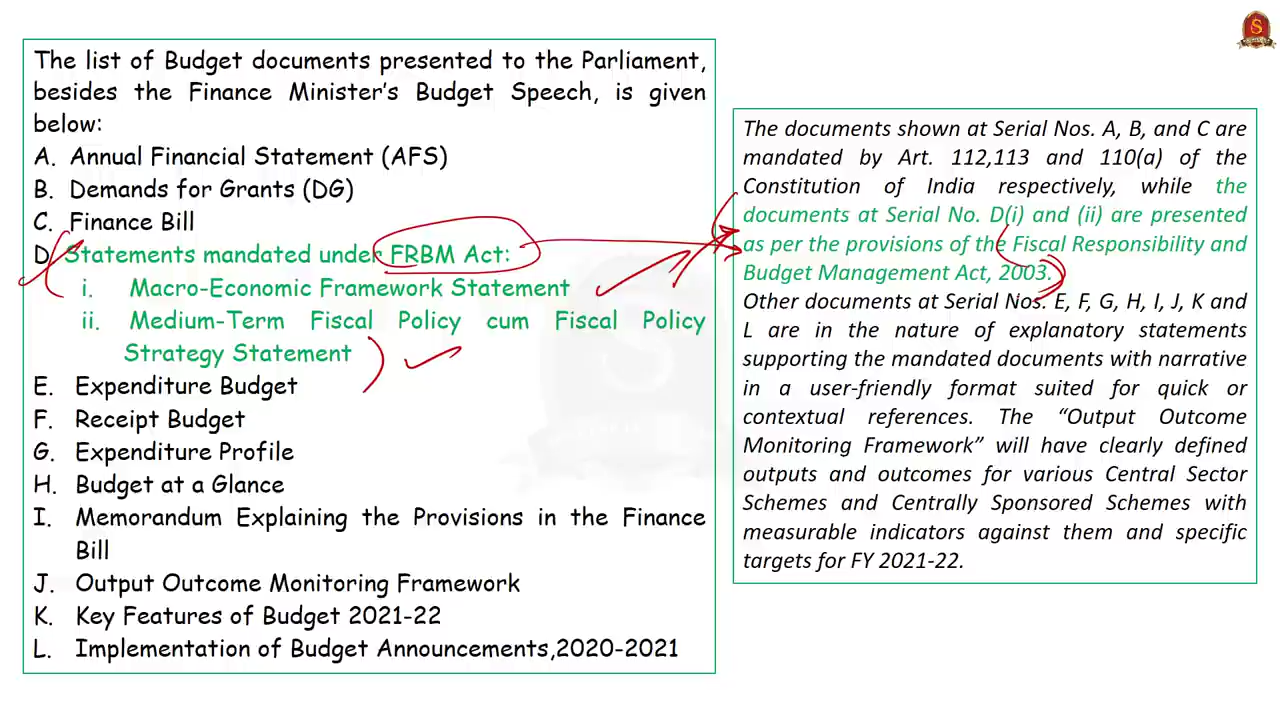 The list of Budget documents presented to the Parliament,
besides the Finance Minister's Budget Speech, is given
below:
A. Annual Financial Statement (AFS)
B. Demands for Grants (DG)
C. Finance Bill
D. Statements mandated under FRBM Act:
i. Macro-Economic Framework Statement
ii. Medium-Term Fiscal Policy cum Fiscal Policy
Strategy Statement
E. Expenditure Budget
F. Receipt Budget
G. Expenditure Profile
H. Budget at a Glance
I. Memorandum Explaining the Provisions in the Finance
Bill
J. Output Outcome Monitoring Framework
K. Key Features of Budget 2021-22
L. Implementation of Budget Announcements,2020-2021
The documents shown at Serial Nos. A, B, and C are
mandated by Art. 112,113 and 110(a) of the
Constitution of India respectively, while the
documents at Serial No. D(i) and (ii) are presented
as per the provisions of the Fiscal Responsibility and
Budget Management Act, 2003.
Other documents at Serial Nos. E, F, G, H, I, J, K and
L are in the nature of explanatory statements
supporting the mandated documents with narrative
in a user-friendly format suited for quick or
contextual references. The “Output Outcome
Monitoring Framework” will have clearly defined
outputs and outcomes for various Central Sector
Schemes and Centrally Sponsored Schemes with
measurable indicators against them and specific
targets for FY 2021-22.